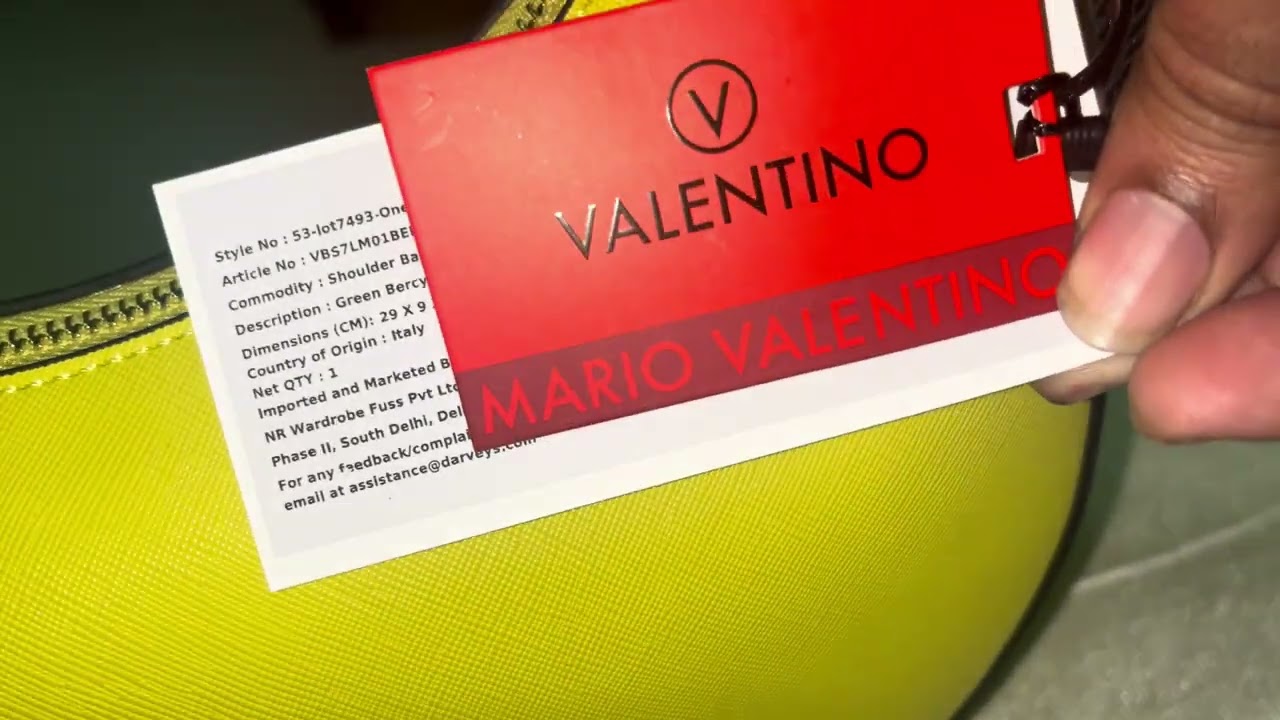 V
VALENTINO
MARIO VALENTINO
Style No : 53-lot7493-One
Article No : VBS7LM01BE
Commodity : Shoulder Ba
Description : Green Bercy
Dimensions (CM): 29 X 9
Country of Origin : Italy
Net QTY : 1
Imported and Marketed B
NR Wardrobe Fuss Pvt Ltd
Phase II, South Delhi, Del
For any feedback/complai
email at assistance@darveys.com